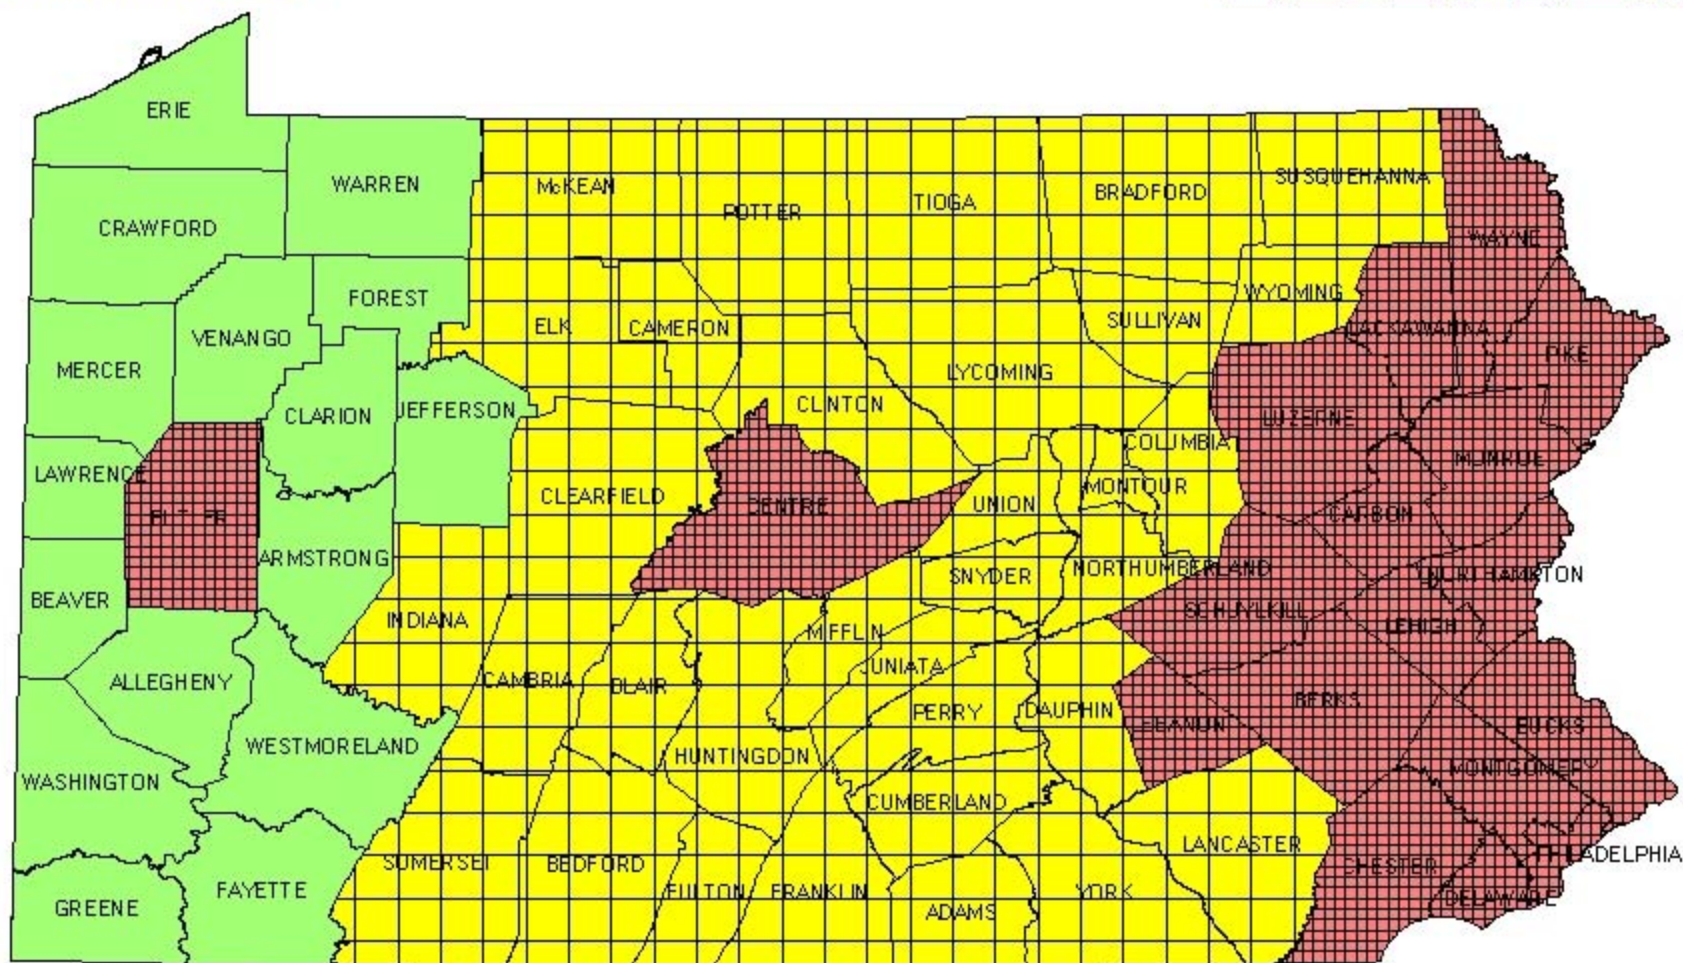 ERIE
WARREN
McKEAN
POTTER
TIOGA
BRADFORD
SUSQUEHANNA
WAYNE
CRAWFORD
FOREST
VENANGO
ELK
CAMERON
SULLIVAN
WYOMING
LACKAWANNA
PIKE
MERCER
CLARION
JEFFERSON
CLINTON
LYCOMING
COLUMBIA
LUZERNE
MONROE
LAWRENCE
BUTLER
CLEARFIELD
CENTRE
UNION
MONTOUR
CARBON
ARMSTRONG
BEAVER
INDIANA
SNYDER
NORTHUMBERLAND
NORTHAMPTON
SCHUYLKILL
LEHIGH
MIFFLIN
JUNIATA
ALLEGHENY
CAMBRIA
BLAIR
PERRY
DAUPHIN
LEBANON
BERKS
BUCKS
WESTMORELAND
HUNTINGDON
MONTGOMERY
WASHINGTON
CUMBERLAND
LANCASTER
SOMERSET
BEDFORD
FULTON
FRANKLIN
YORK
CHESTER
PHILADELPHIA
DELAWARE
GREENE
FAYETTE
ADAMS